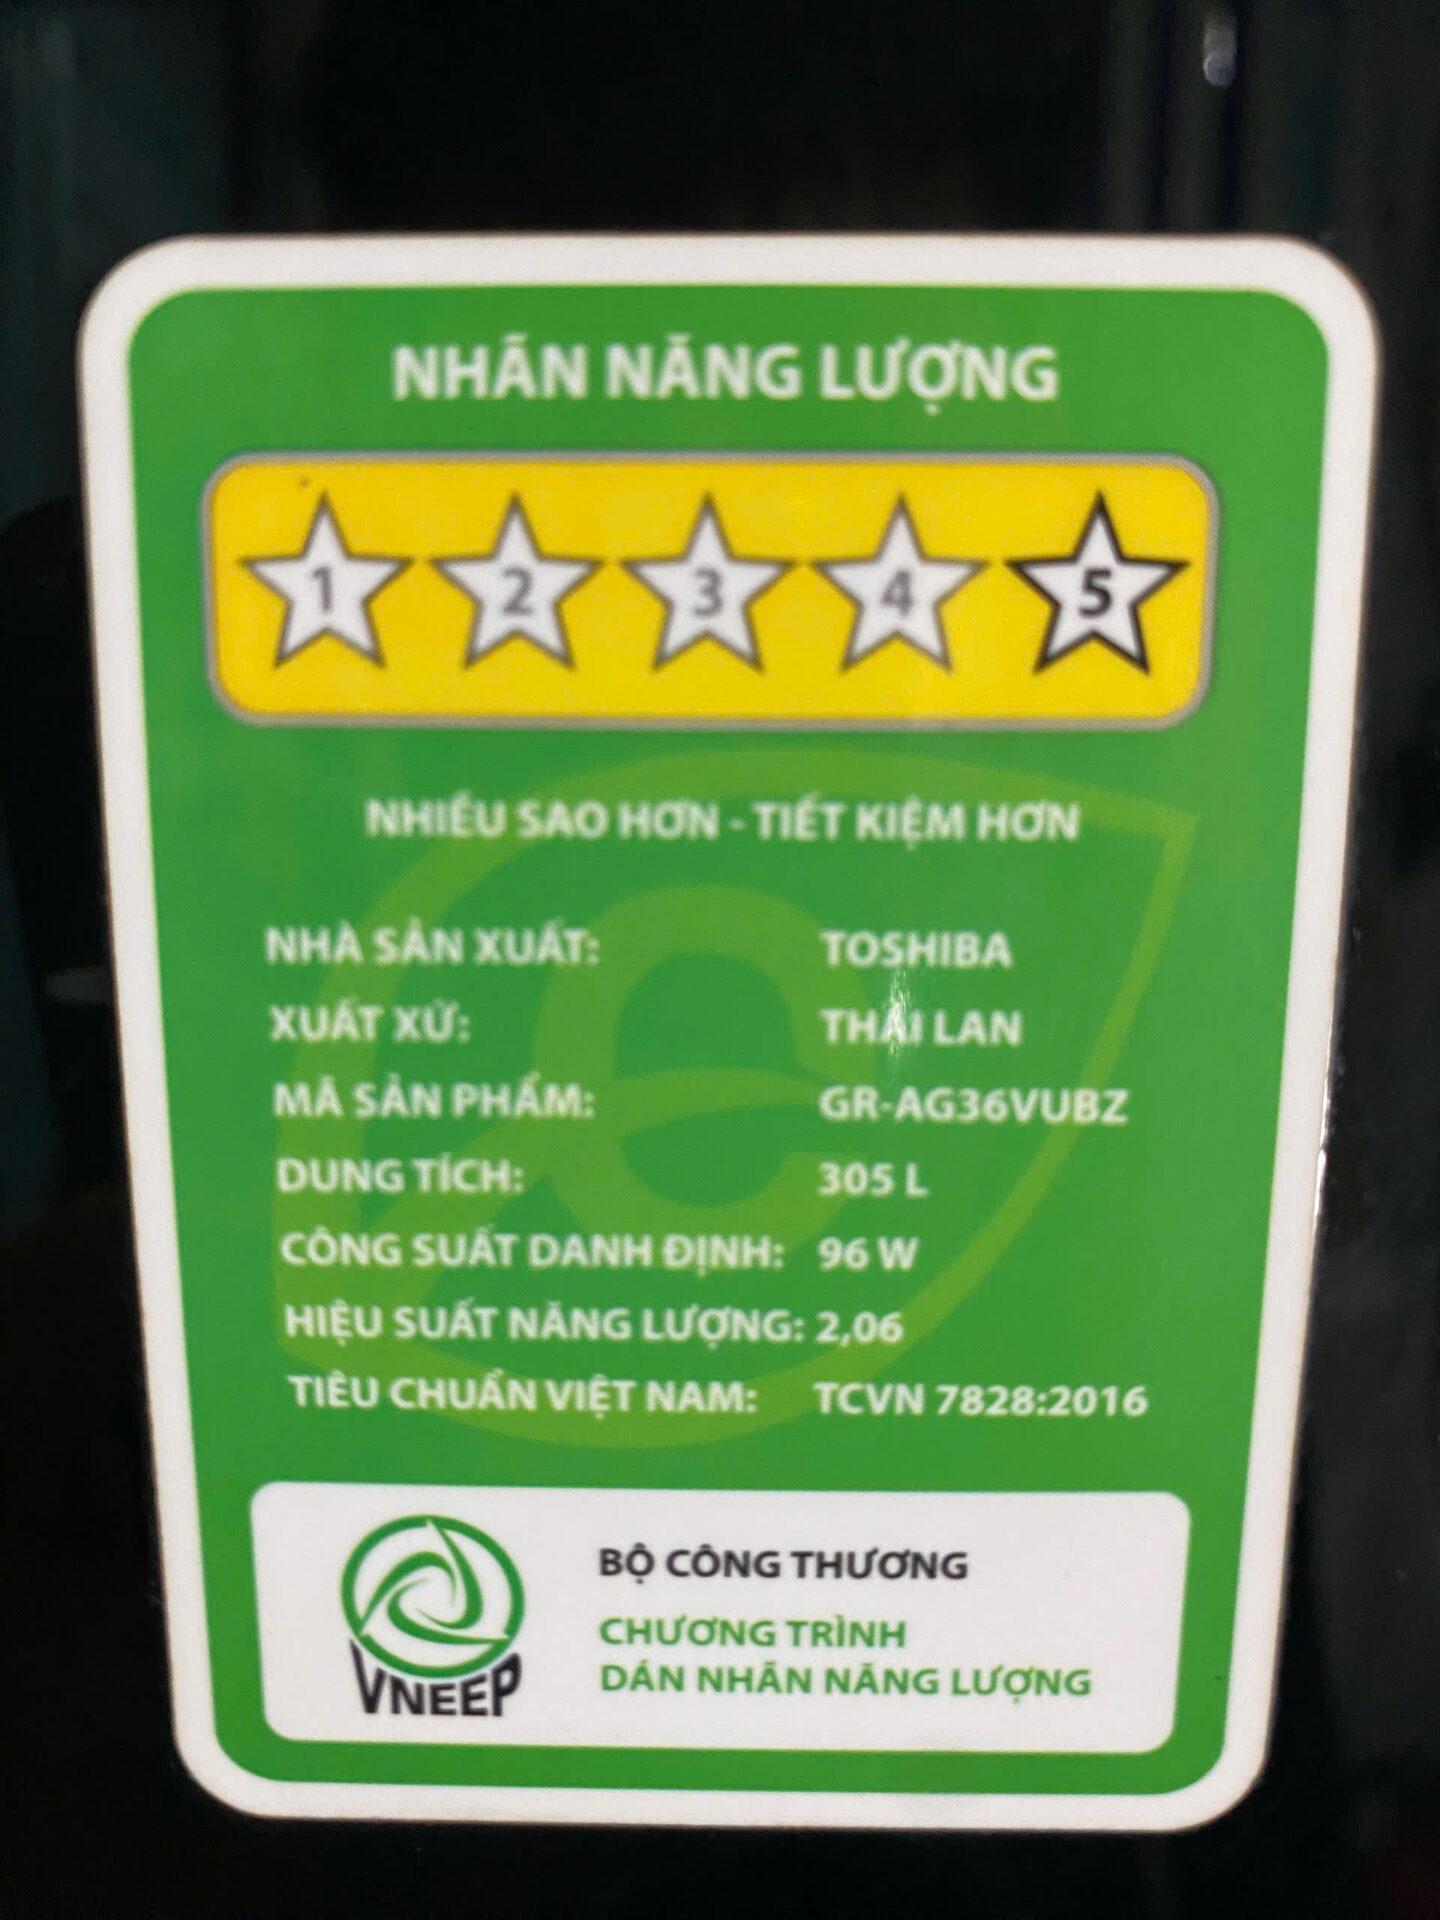 NHÃN NĂNG LƯỢNG
1 2 3 4 5
NHIỀU SAO HƠN - TIẾT KIỆM HƠN
NHÀ SẢN XUẤT: TOSHIBA
XUẤT XỨ: THÁI LAN
MÃ SẢN PHẨM: GR-AG36VUBZ
DUNG TÍCH: 305 L
CÔNG SUẤT DANH ĐỊNH: 96 W
HIỆU SUẤT NĂNG LƯỢNG: 2,06
TIÊU CHUẨN VIỆT NAM: TCVN 7828:2016
VNEEP
BỘ CÔNG THƯƠNG
CHƯƠNG TRÌNH
DÁN NHÃN NĂNG LƯỢNG